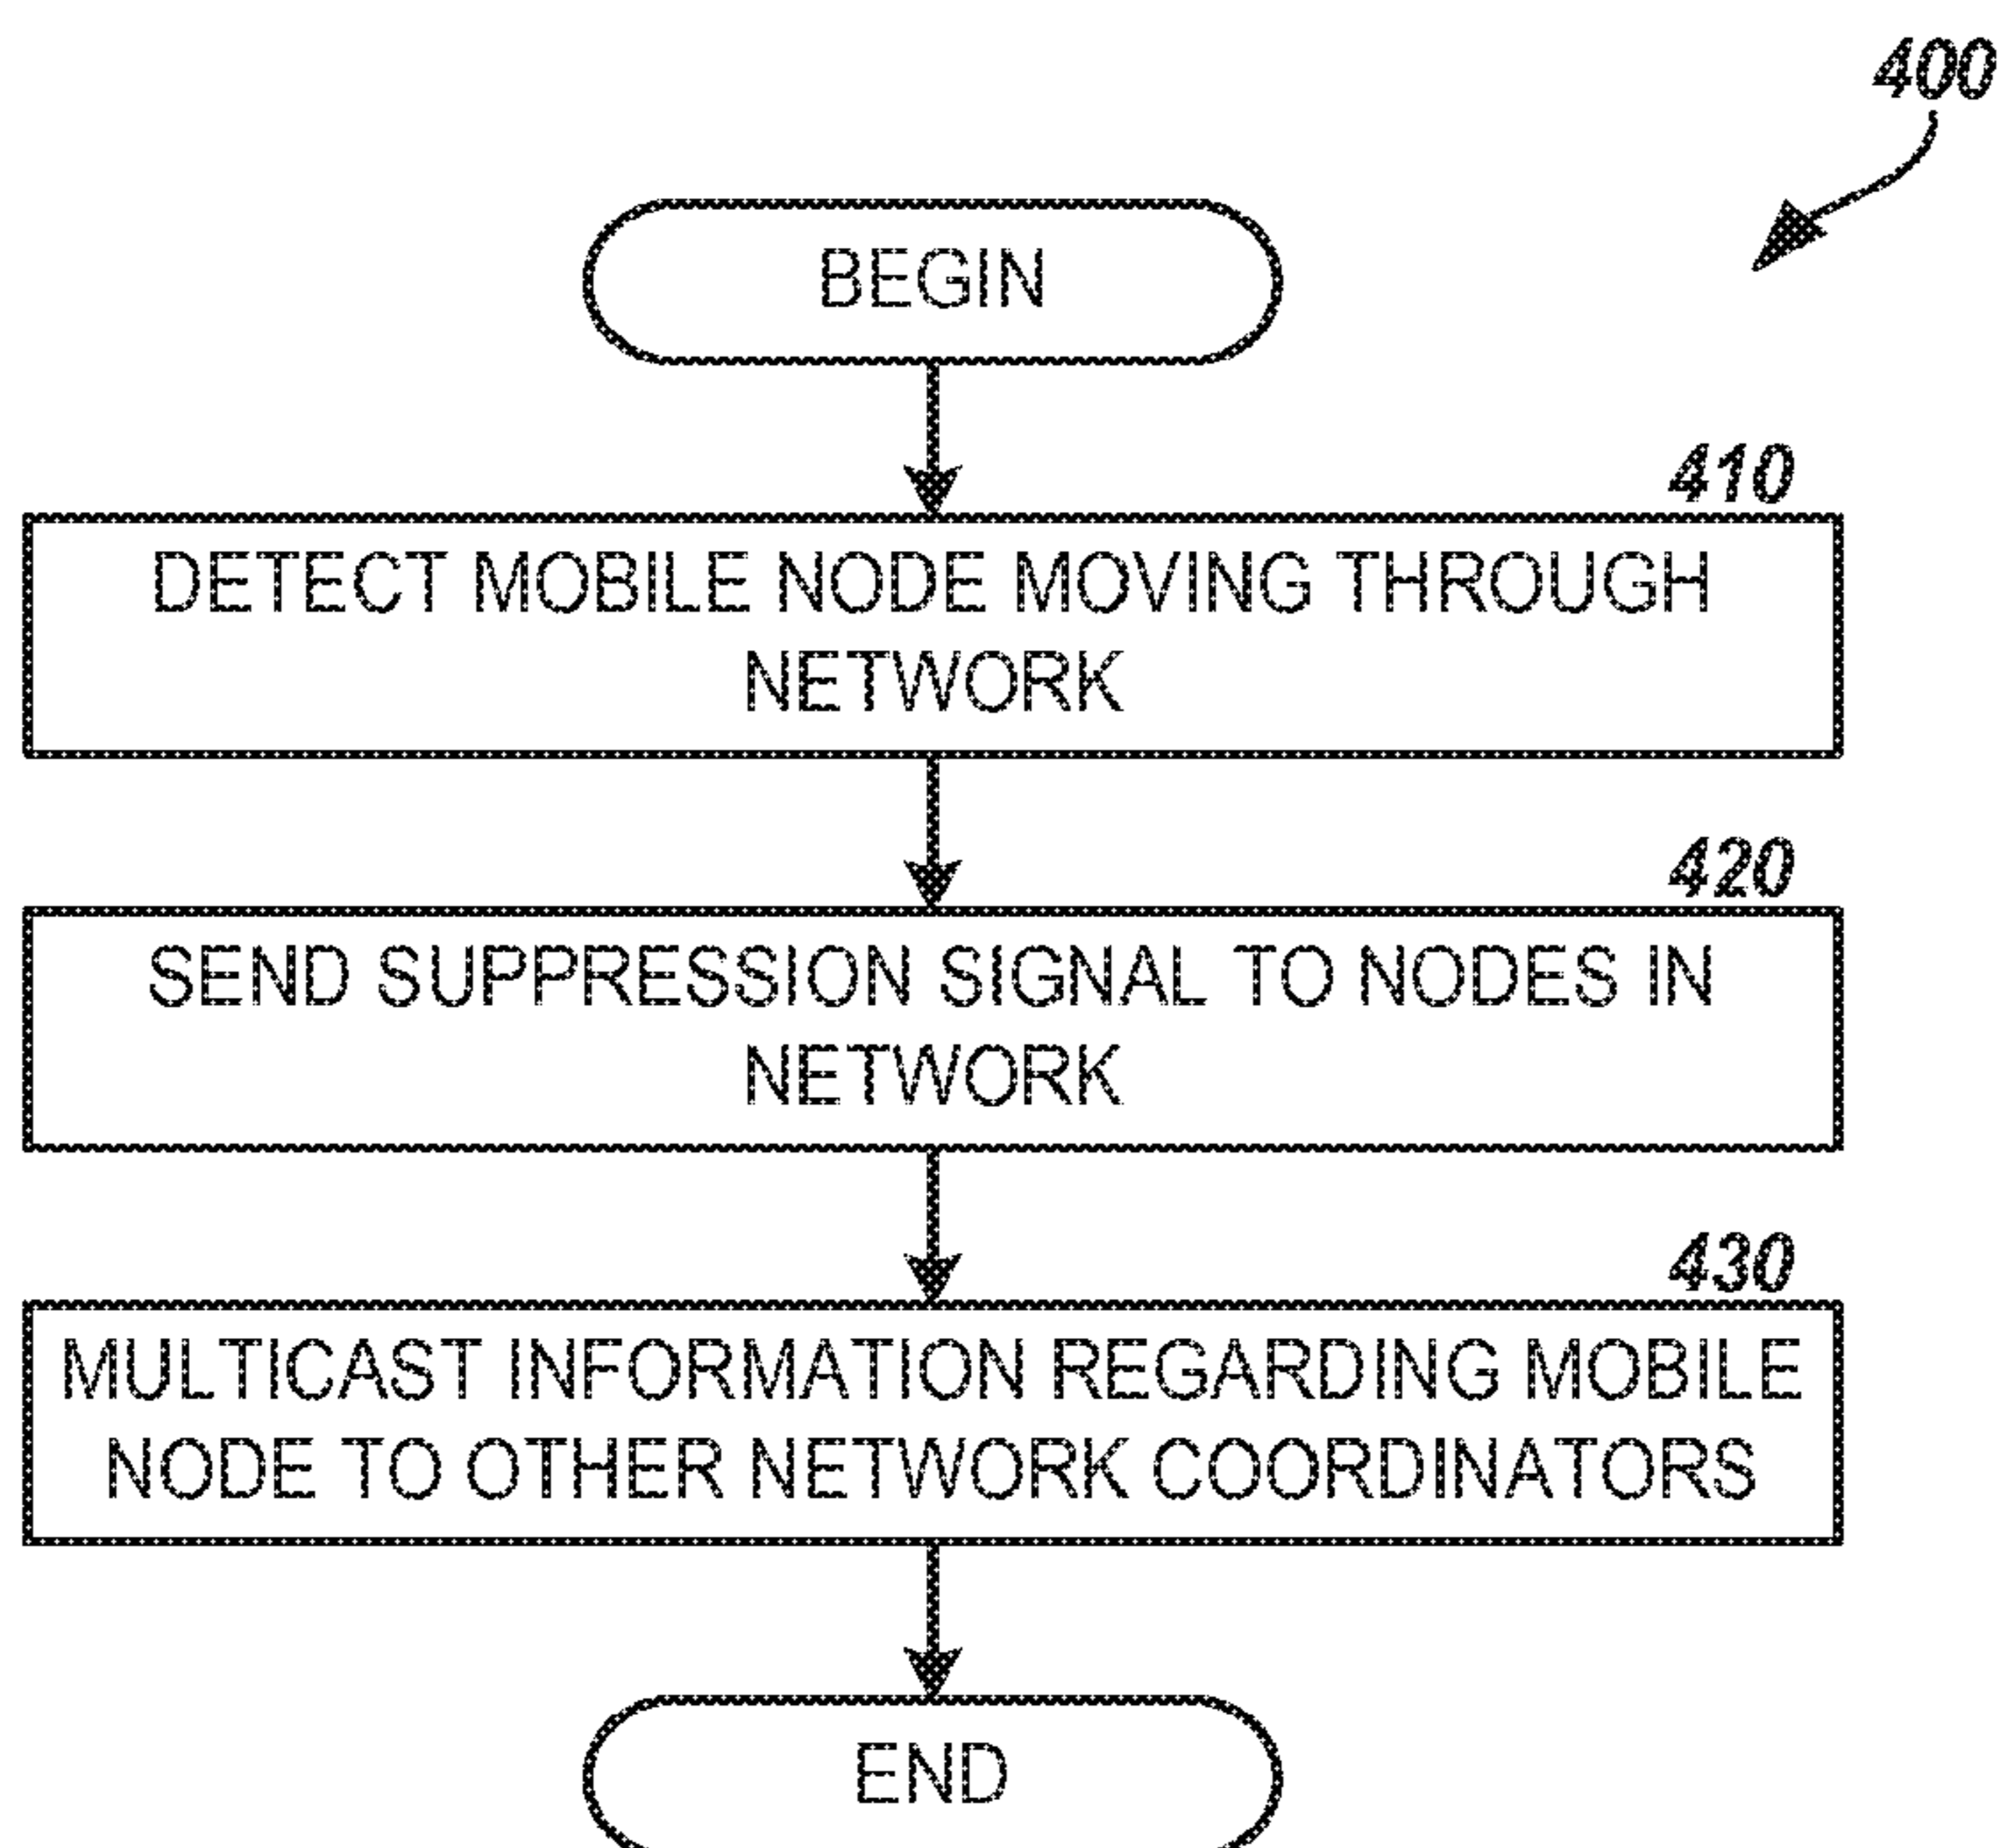 400
BEGIN
410
DETECT MOBILE NODE MOVING THROUGH
NETWORK
420
SEND SUPPRESSION SIGNAL TO NODES IN
NETWORK
430
MULTICAST INFORMATION REGARDING MOBILE
NODE TO OTHER NETWORK COORDINATORS
END